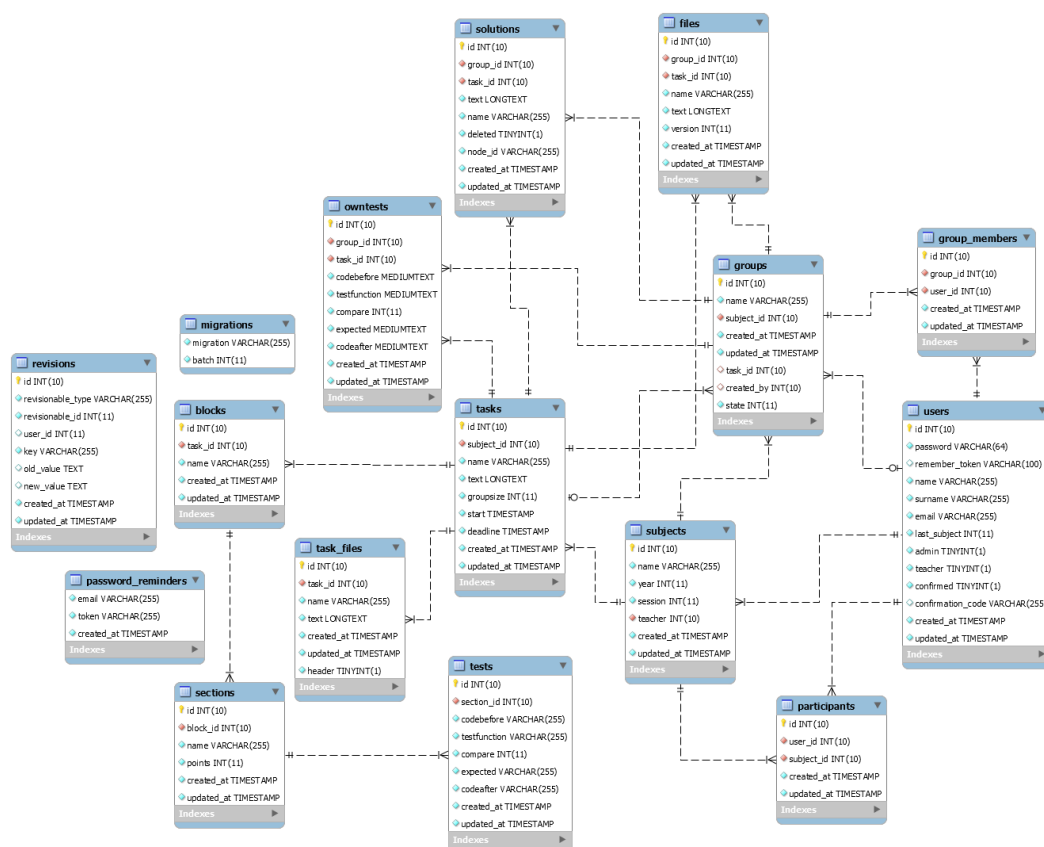 solutions
id INT(10)
group_id INT(10)
task_id INT(10)
text LONGTEXT
name VARCHAR(255)
deleted TINYINT(1)
node_id VARCHAR(255)
created_at TIMESTAMP
updated_at TIMESTAMP
Indexes
files
id INT(10)
group_id INT(10)
task_id INT(10)
name VARCHAR(255)
text LONGTEXT
version INT(11)
created_at TIMESTAMP
updated_at TIMESTAMP
Indexes
owntests
id INT(10)
group_id INT(10)
task_id INT(10)
codebefore MEDIUMTEXT
testfunction MEDIUMTEXT
compare INT(11)
expected MEDIUMTEXT
codeafter MEDIUMTEXT
created_at TIMESTAMP
updated_at TIMESTAMP
Indexes
groups
id INT(10)
name VARCHAR(255)
subject_id INT(10)
created_at TIMESTAMP
updated_at TIMESTAMP
task_id INT(10)
created_by INT(10)
state INT(11)
Indexes
group_members
id INT(10)
group_id INT(10)
user_id INT(10)
created_at TIMESTAMP
updated_at TIMESTAMP
Indexes
migrations
migration VARCHAR(255)
batch INT(11)
Indexes
revisions
id INT(10)
revisionable_type VARCHAR(255)
revisionable_id INT(11)
user_id INT(11)
key VARCHAR(255)
old_value TEXT
new_value TEXT
created_at TIMESTAMP
updated_at TIMESTAMP
Indexes
blocks
id INT(10)
task_id INT(10)
name VARCHAR(255)
created_at TIMESTAMP
updated_at TIMESTAMP
Indexes
tasks
id INT(10)
subject_id INT(10)
name VARCHAR(255)
text LONGTEXT
groupsize INT(11)
start TIMESTAMP
deadline TIMESTAMP
created_at TIMESTAMP
updated_at TIMESTAMP
Indexes
users
id INT(10)
password VARCHAR(64)
remember_token VARCHAR(100)
name VARCHAR(255)
surname VARCHAR(255)
email VARCHAR(255)
last_subject INT(11)
admin TINYINT(1)
teacher TINYINT(1)
confirmed TINYINT(1)
confirmation_code VARCHAR(255)
created_at TIMESTAMP
updated_at TIMESTAMP
Indexes
subjects
id INT(10)
name VARCHAR(255)
year INT(11)
session INT(11)
teacher INT(10)
created_at TIMESTAMP
updated_at TIMESTAMP
Indexes
task_files
id INT(10)
task_id INT(10)
name VARCHAR(255)
text LONGTEXT
created_at TIMESTAMP
updated_at TIMESTAMP
header TINYINT(1)
Indexes
password_reminders
email VARCHAR(255)
token VARCHAR(255)
created_at TIMESTAMP
Indexes
sections
id INT(10)
block_id INT(10)
name VARCHAR(255)
points INT(11)
created_at TIMESTAMP
updated_at TIMESTAMP
Indexes
tests
id INT(10)
section_id INT(10)
codebefore VARCHAR(255)
testfunction VARCHAR(255)
compare INT(11)
expected VARCHAR(255)
codeafter VARCHAR(255)
created_at TIMESTAMP
updated_at TIMESTAMP
Indexes
participants
id INT(10)
user_id INT(10)
subject_id INT(10)
created_at TIMESTAMP
updated_at TIMESTAMP
Indexes